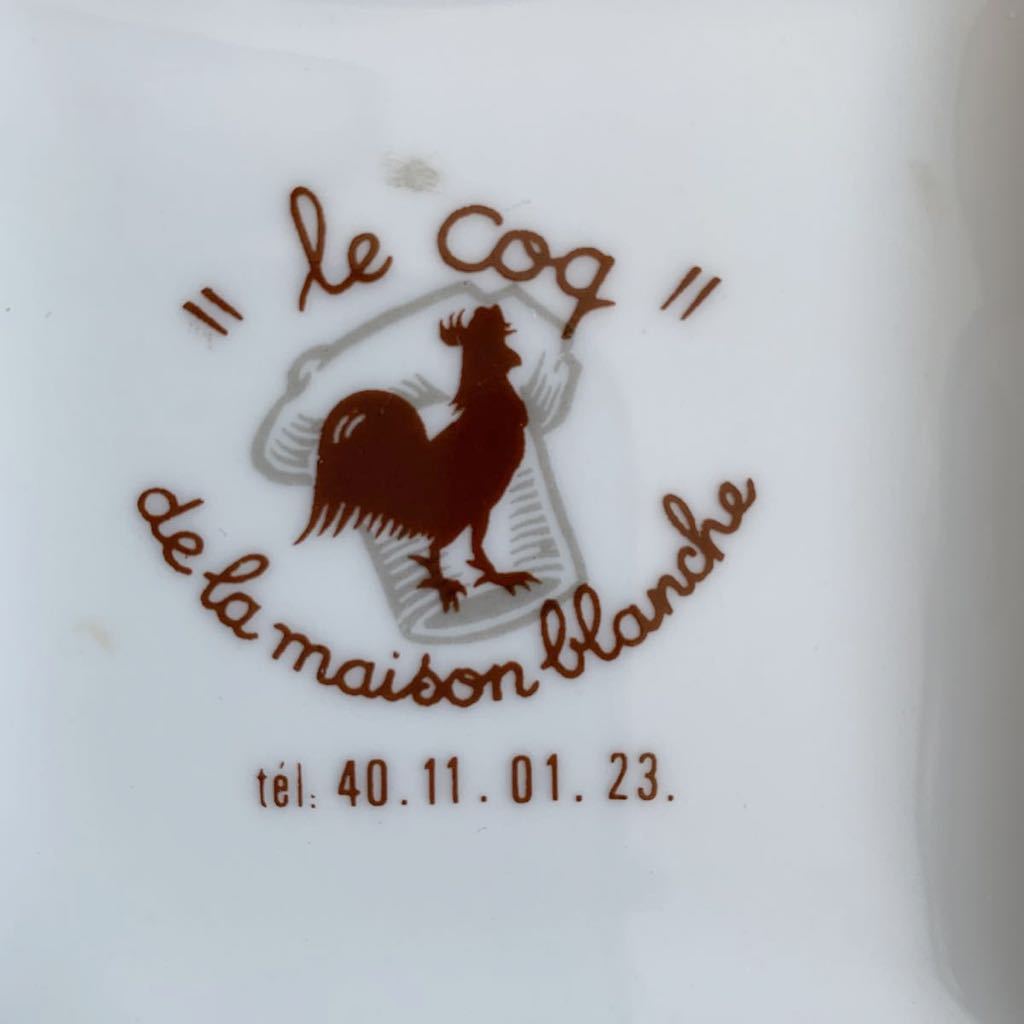 "le coq"
de la maison blanche
tél: 40.11.01.23.